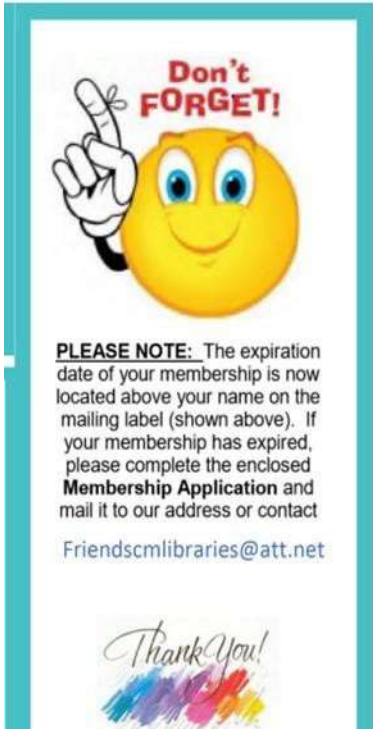 Don't
FORGET!
PLEASE NOTE: The expiration
date of your membership is now
located above your name on the
mailing label (shown above). If
your membership has expired,
please complete the enclosed
Membership Application and
mail it to our address or contact
Friendscmlibraries@att.net
Thank You!